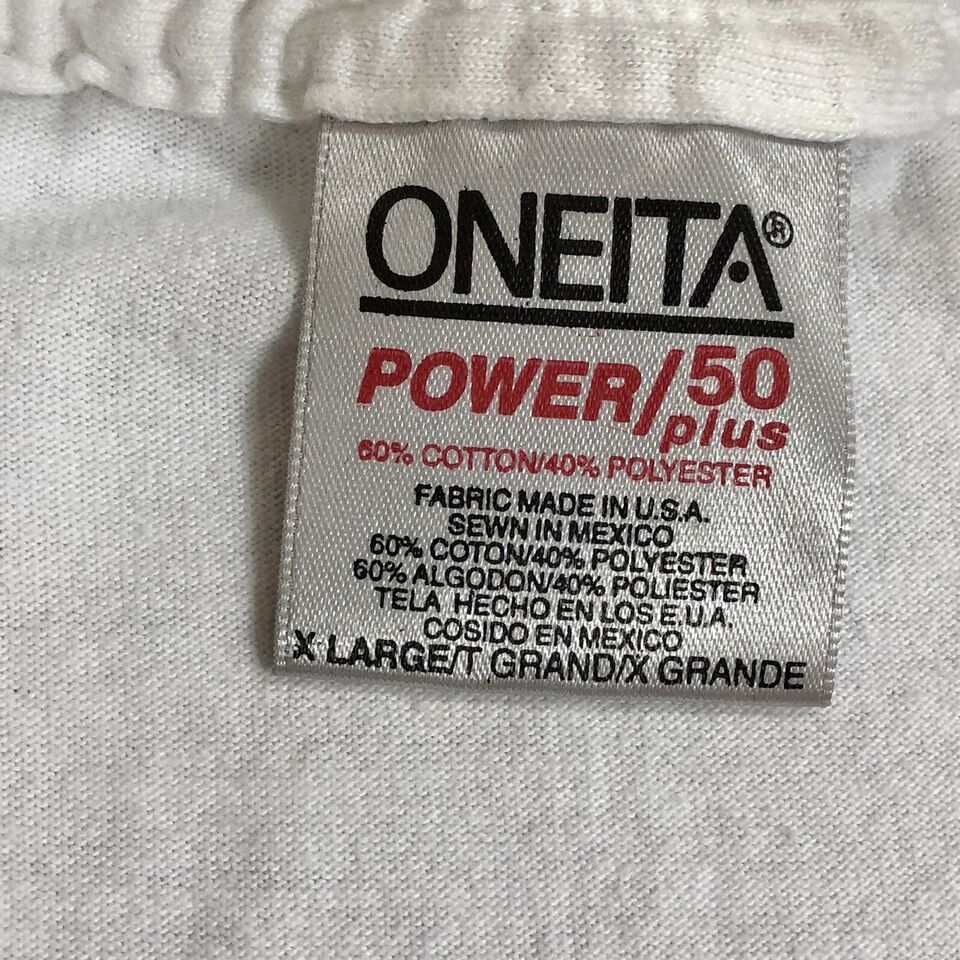 ONEITA®
POWER/50
plus
60% COTTON/40% POLYESTER
FABRIC MADE IN U.S.A.
SEWN IN MEXICO
60% COTON/40% POLYESTER
60% ALGODON/40% POLIESTER
TELA HECHO EN LOS E.U.A.
COSIDO EN MEXICO
X LARGE/T GRAND/X GRANDE